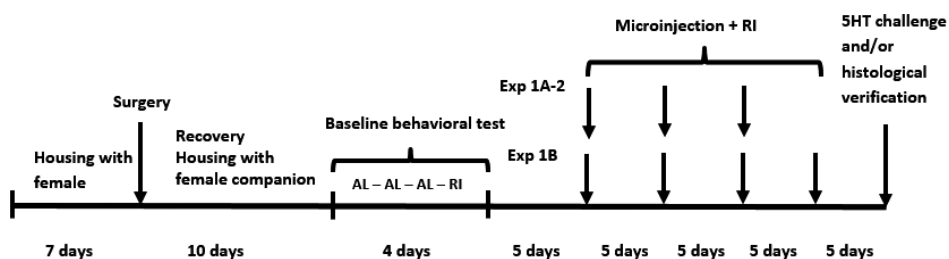 Microinjection + RI
5HT challenge
and/or
histological
verification
Exp 1A-2
Surgery
Baseline behavioral test
Recovery
Housing with
female companion
Housing with
female
Exp 1B
AL – AL – AL – RI
7 days
10 days
4 days
5 days
5 days
5 days
5 days
5 days